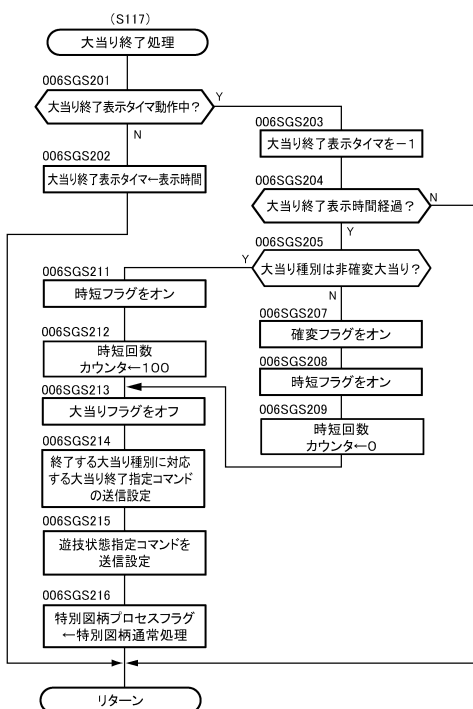 (S117)
大当り終了処理
006SGS201
大当り終了表示タイマ動作中？
Y
N
006SGS202
大当り終了表示タイマ←表示時間
006SGS203
大当り終了表示タイマを－1
006SGS204
大当り終了表示時間経過？
N
Y
006SGS205
大当り種別は非確変大当り？
Y
N
006SGS207
確変フラグをオン
006SGS208
時短フラグをオン
006SGS209
時短回数
カウンタ←0
006SGS211
時短フラグをオン
006SGS212
時短回数
カウンタ←100
006SGS213
大当りフラグをオフ
006SGS214
終了する大当り種別に対応
する大当り終了指定コマンド
の送信設定
006SGS215
遊技状態指定コマンドを
送信設定
006SGS216
特別図柄プロセスフラグ
←特別図柄通常処理
リターン